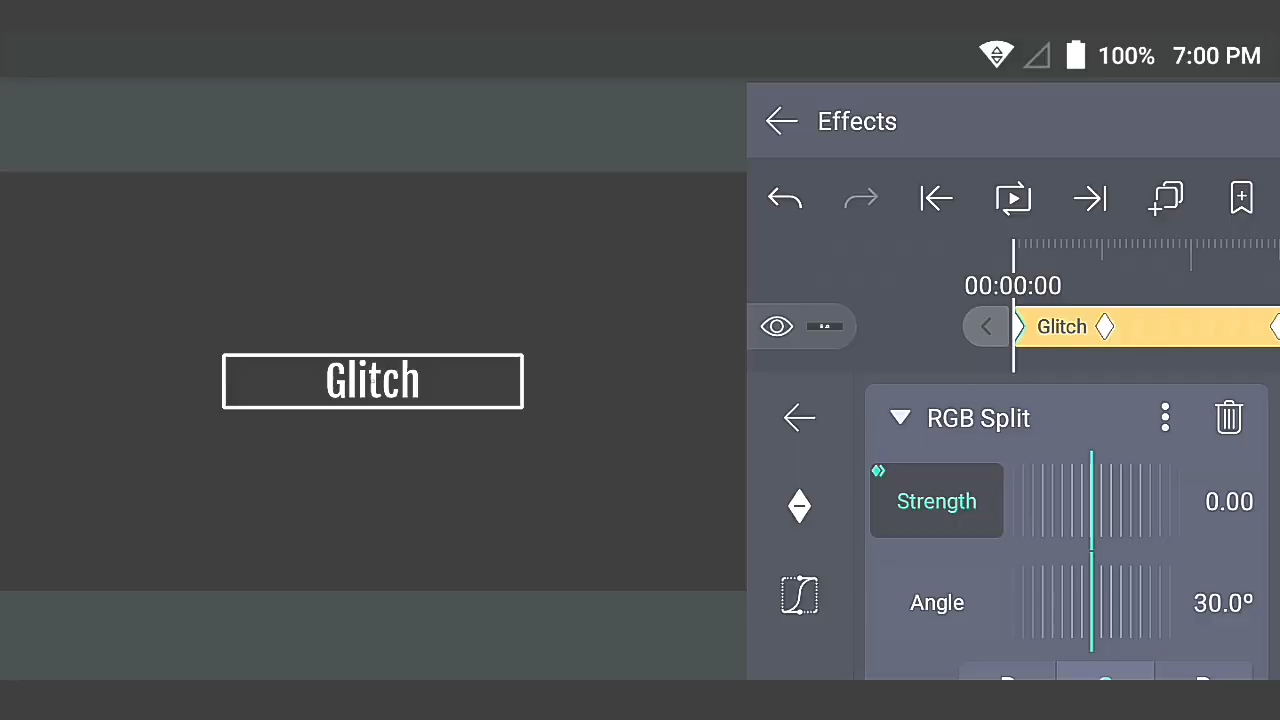 100% 7:00 PM
Effects
00:00:00
Glitch
Glitch
RGB Split
Strength 0.00
Angle 30.0º